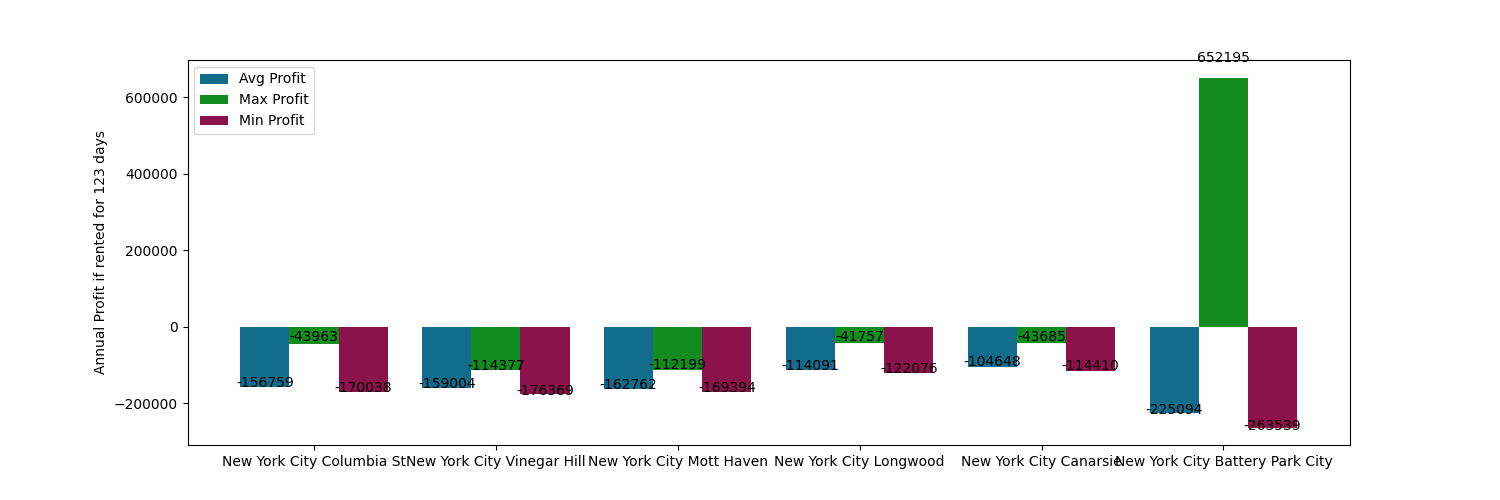 652195
Avg Profit
Max Profit
Min Profit
600000
400000
200000
0
−200000
Annual Profit if rented for 123 days
-156759
-43963
-170038
-159004
-114377
-176369
-162762
-112199
-169394
-114091
-41757
-122076
-104648
-43685
-114410
-225094
-263539
New York City Columbia St
New York City Vinegar Hill
New York City Mott Haven
New York City Longwood
New York City Canarsie
New York City Battery Park City